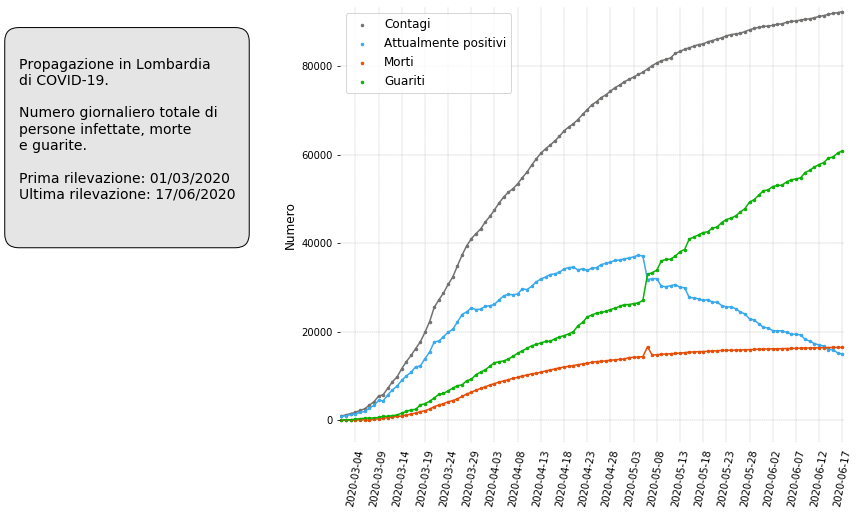 Propagazione in Lombardia
di COVID-19.
Numero giornaliero totale di
persone infettate, morte
e guarite.
Prima rilevazione: 01/03/2020
Ultima rilevazione: 17/06/2020
Contagi
Attualmente positivi
Morti
Guariti
Numero
80000
60000
40000
20000
0
2020-03-04
2020-03-09
2020-03-14
2020-03-19
2020-03-24
2020-03-29
2020-04-03
2020-04-08
2020-04-13
2020-04-18
2020-04-23
2020-04-28
2020-05-03
2020-05-08
2020-05-13
2020-05-18
2020-05-23
2020-05-28
2020-06-02
2020-06-07
2020-06-12
2020-06-17